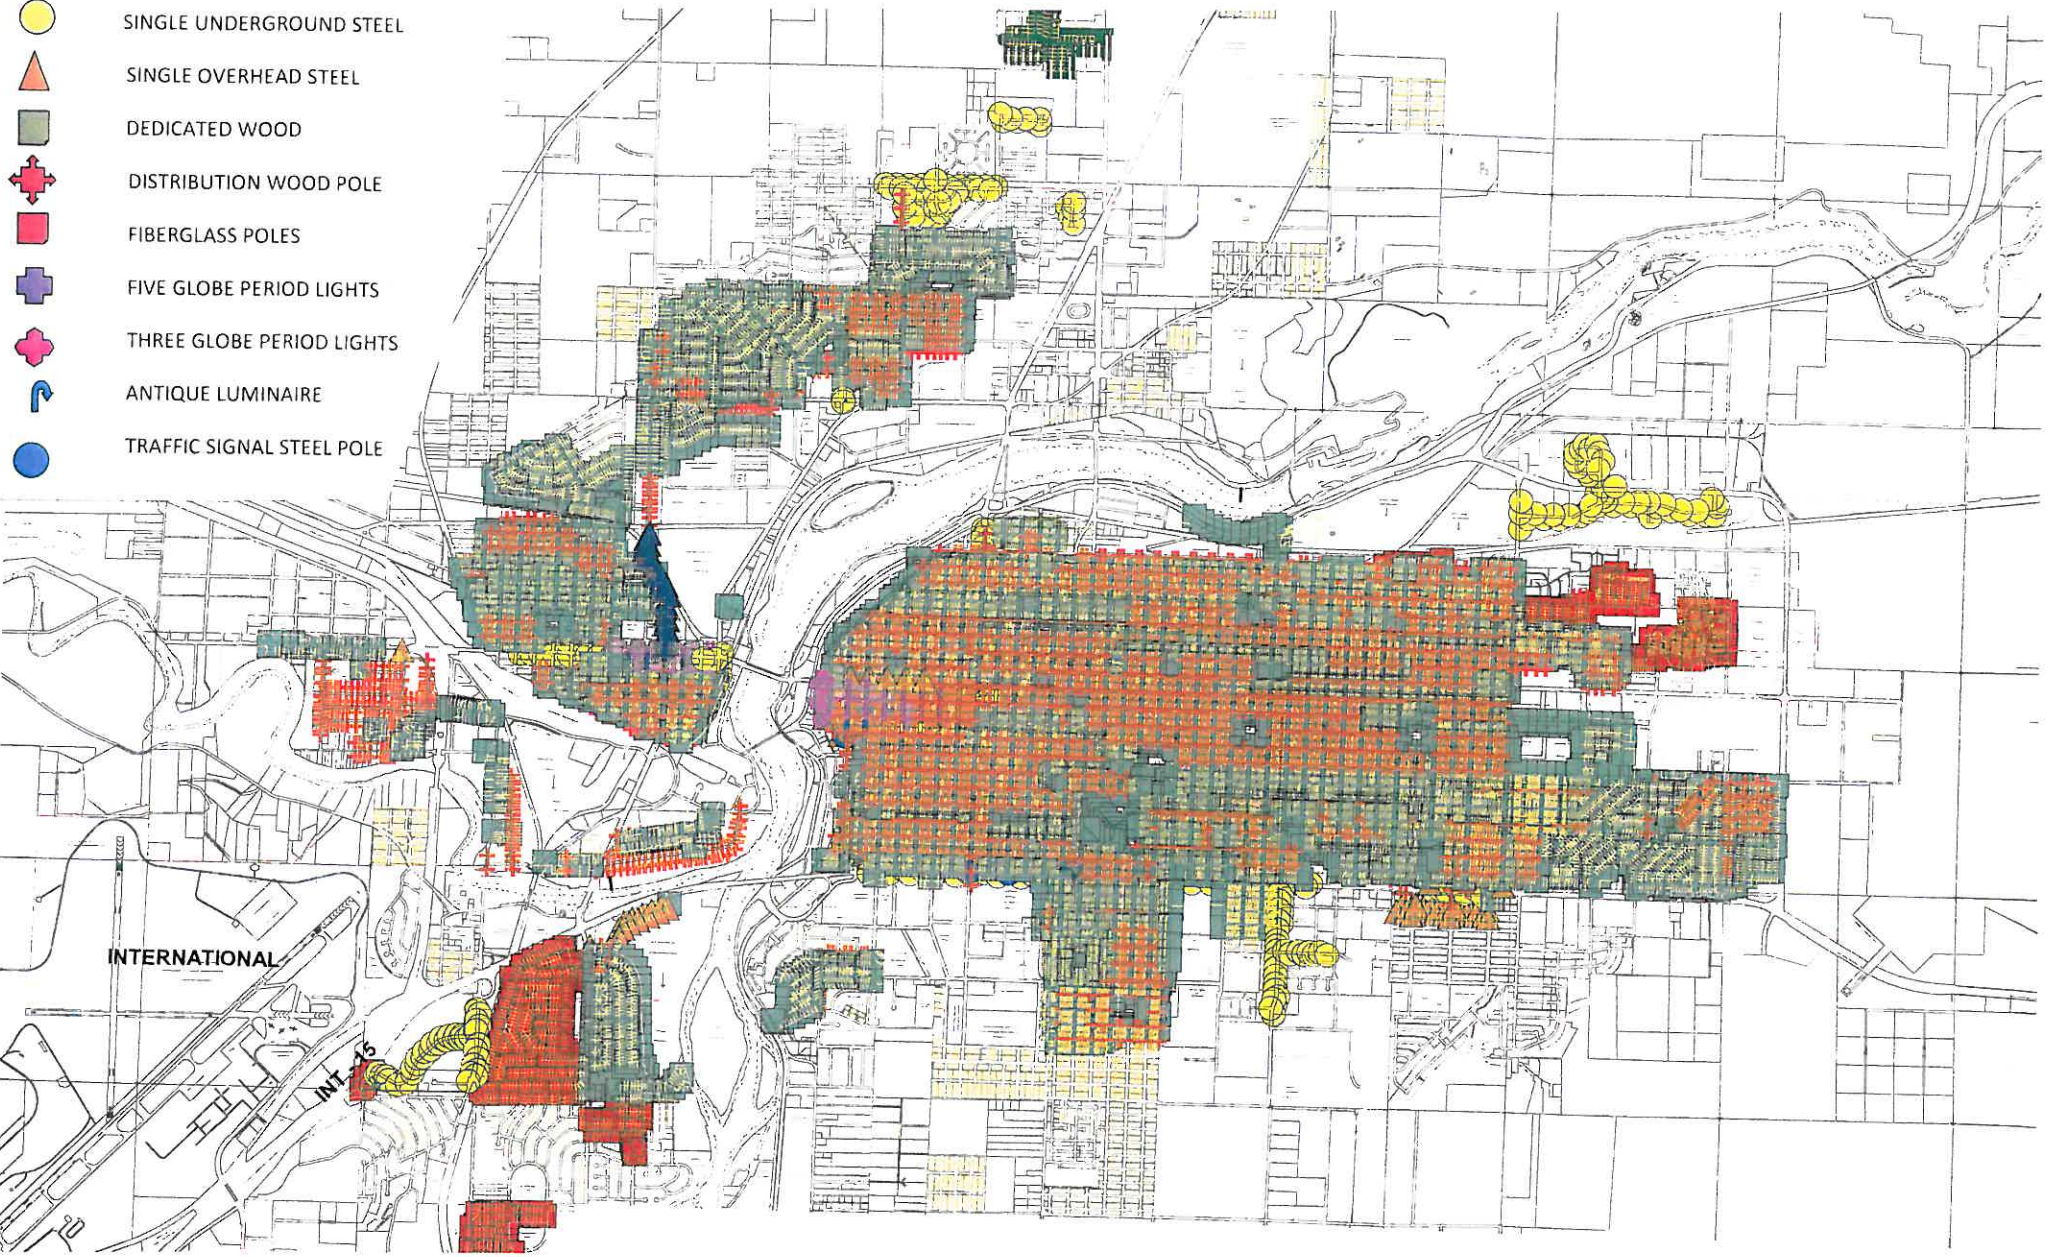 SINGLE UNDERGROUND STEEL
SINGLE OVERHEAD STEEL
DEDICATED WOOD
DISTRIBUTION WOOD POLE
FIBERGLASS POLES
FIVE GLOBE PERIOD LIGHTS
THREE GLOBE PERIOD LIGHTS
ANTIQUE LUMINAIRE
TRAFFIC SIGNAL STEEL POLE
INTERNATIONAL
INT - 15